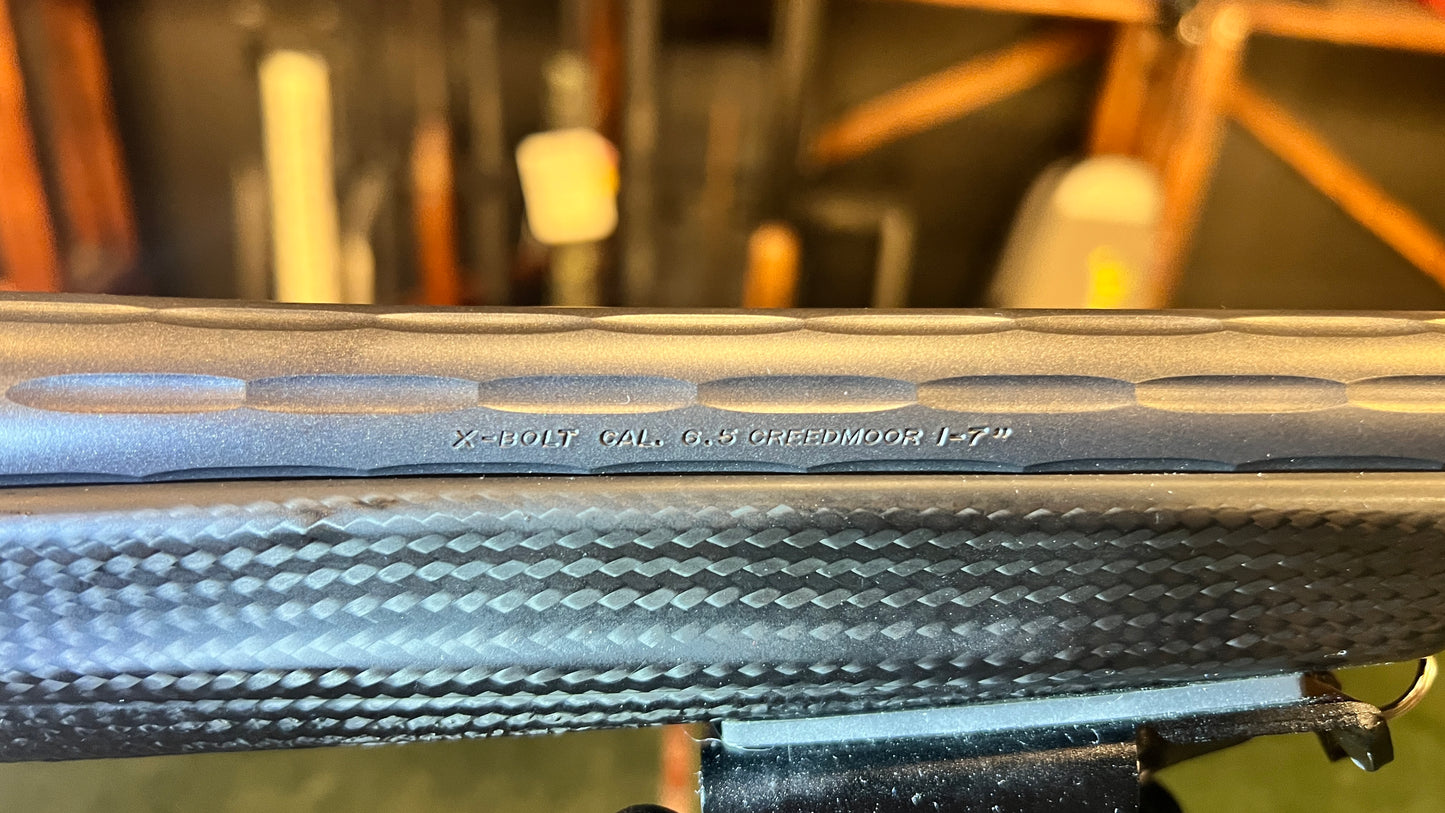 X-BOLT CAL. 6.5 CREEDMOOR 1-7"